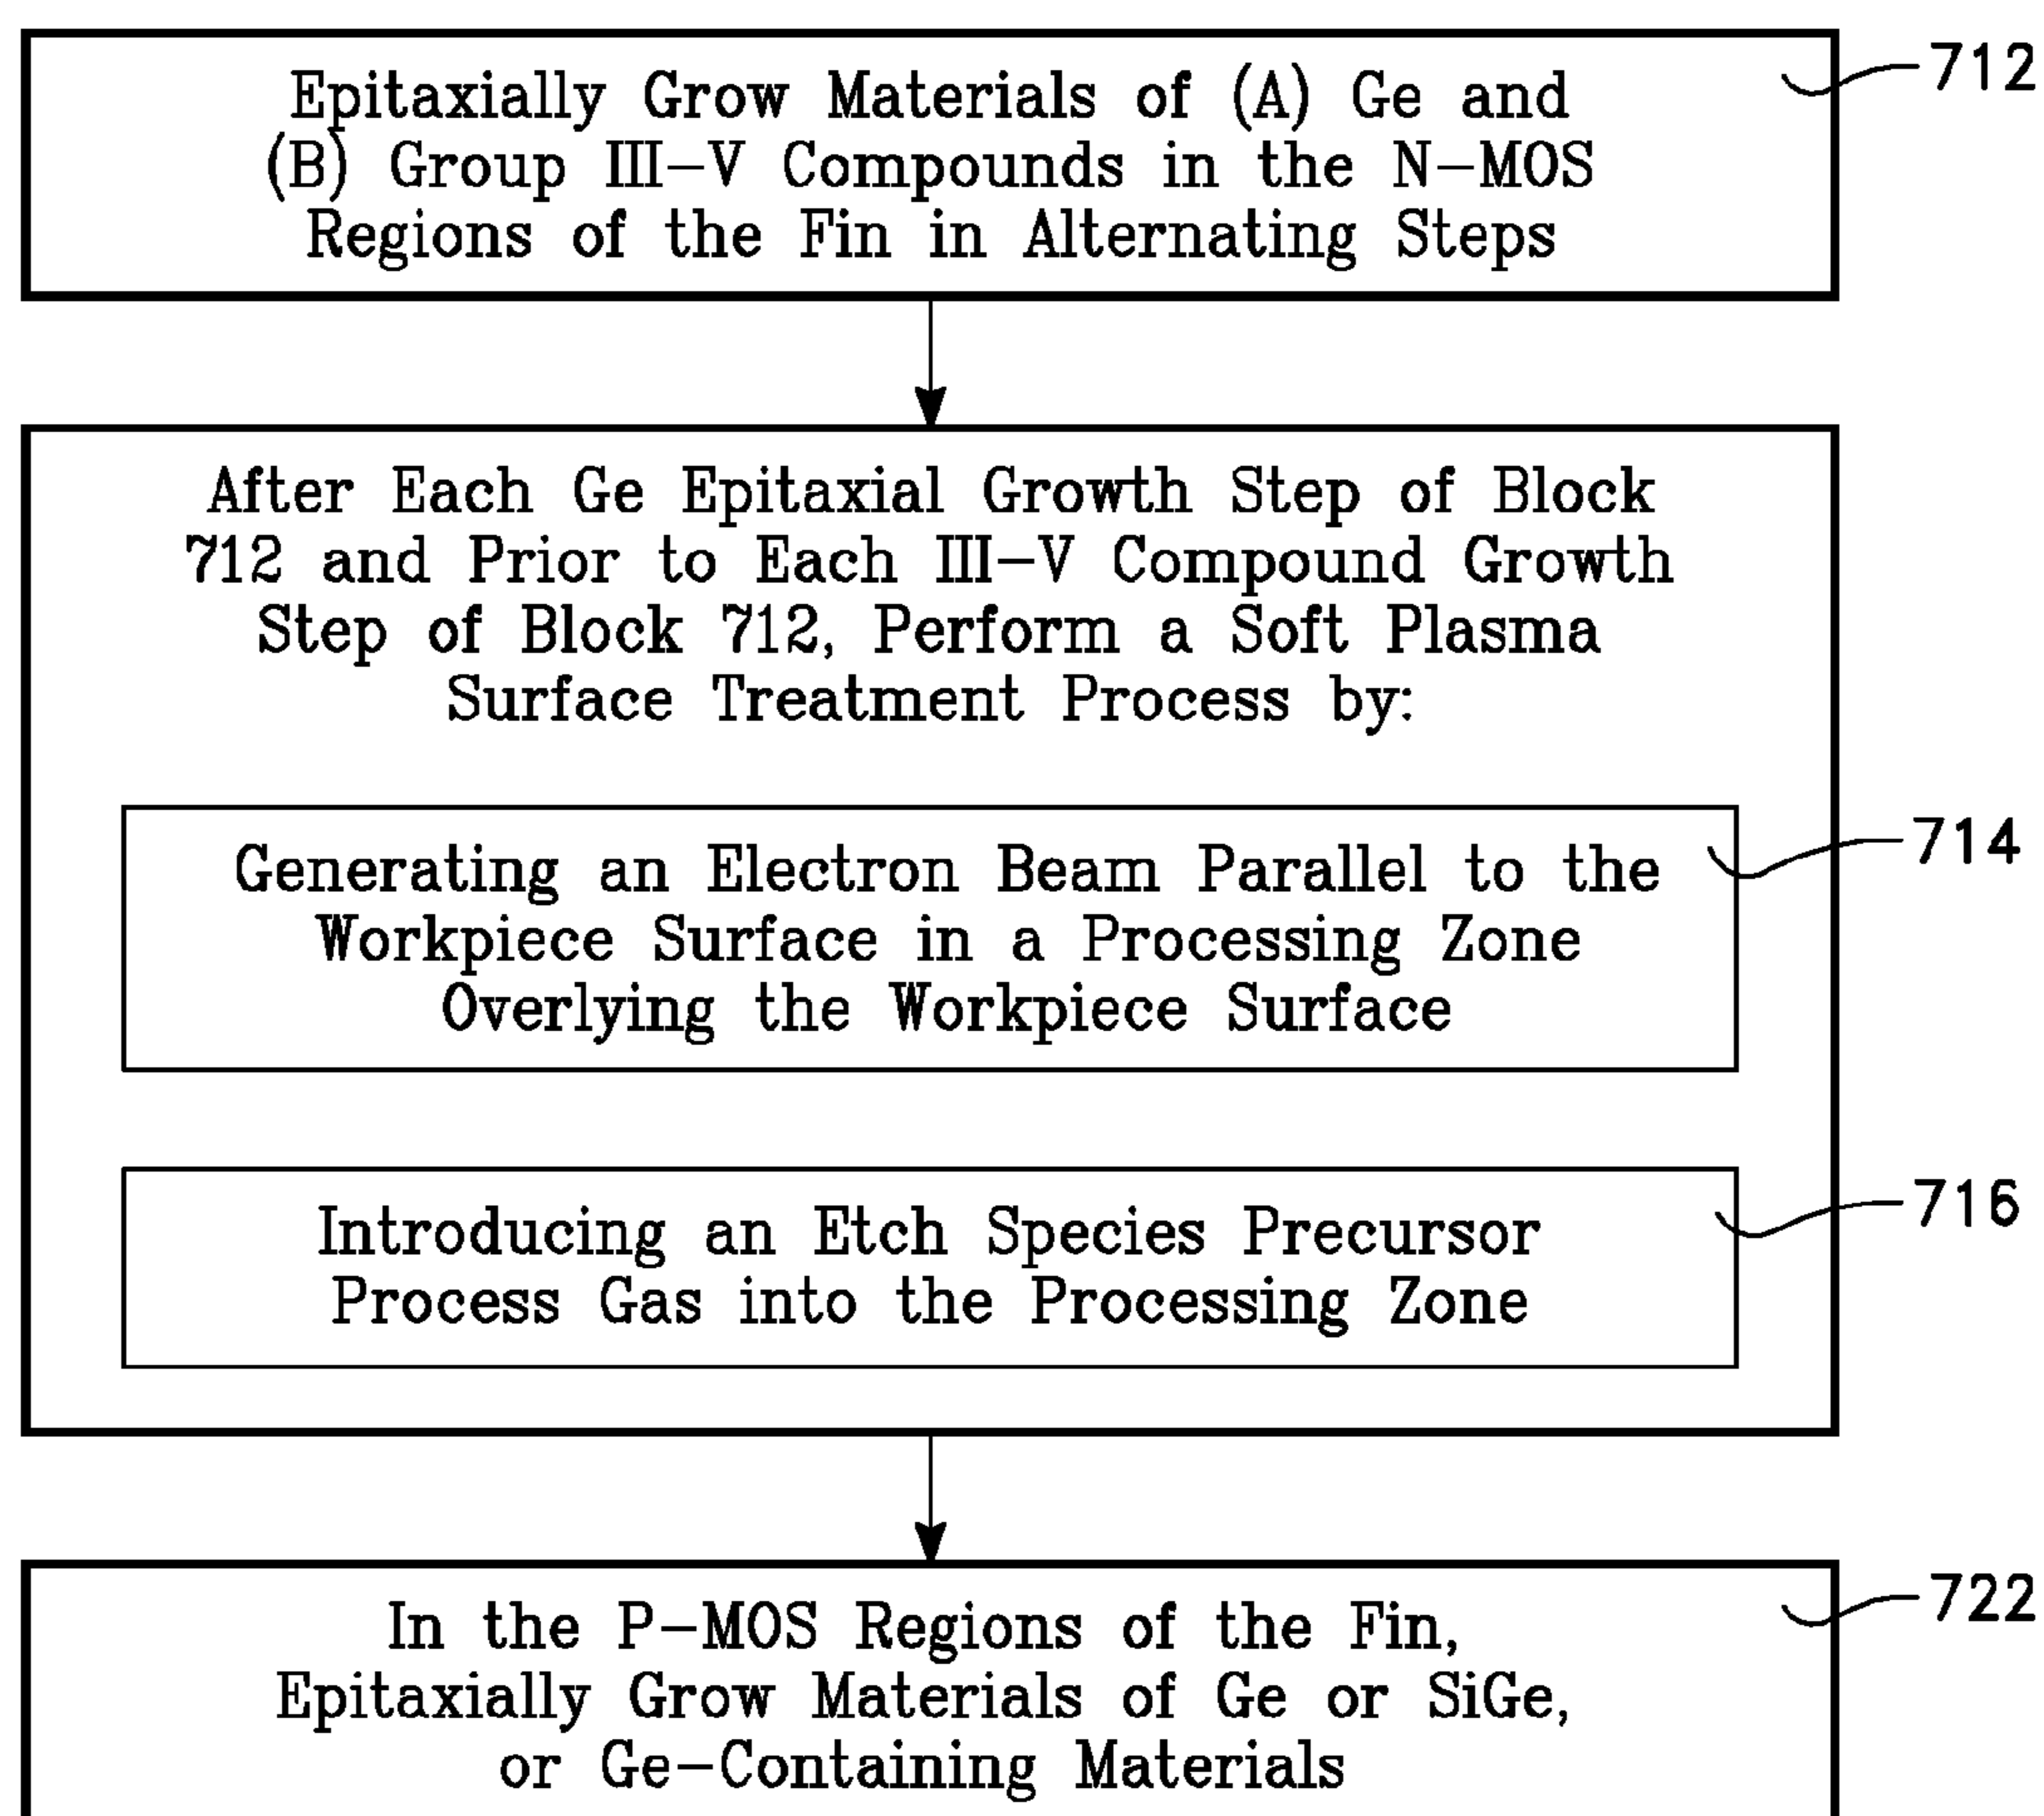 Epitaxially Grow Materials of (A) Ge and
(B) Group III-V Compounds in the N-MOS
Regions of the Fin in Alternating Steps
712
After Each Ge Epitaxial Growth Step of Block
712 and Prior to Each III-V Compound Growth
Step of Block 712, Perform a Soft Plasma
Surface Treatment Process by:
Generating an Electron Beam Parallel to the
Workpiece Surface in a Processing Zone
Overlying the Workpiece Surface
714
Introducing an Etch Species Precursor
Process Gas into the Processing Zone
716
In the P-MOS Regions of the Fin,
Epitaxially Grow Materials of Ge or SiGe,
or Ge-Containing Materials
722